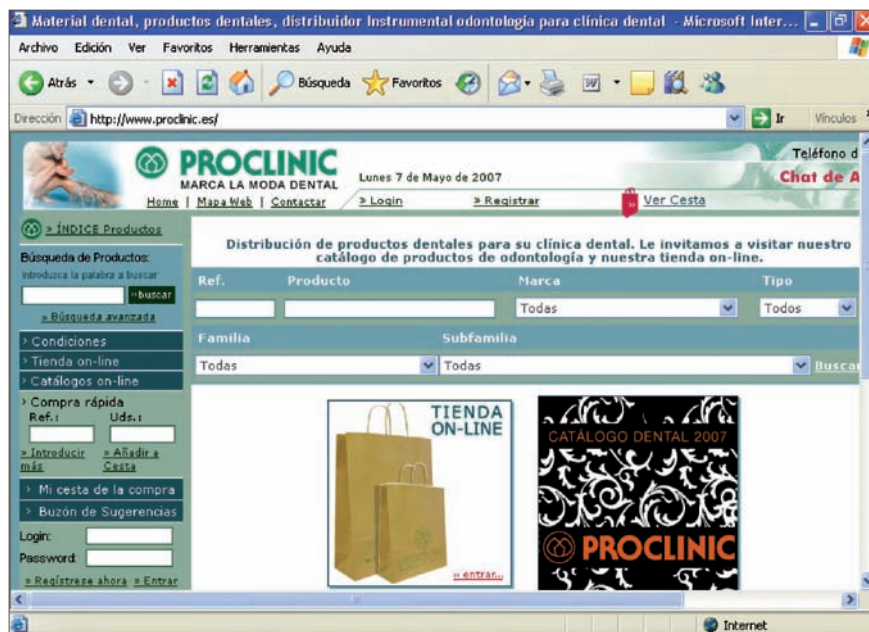 Material dental, productos dentales, distribuidor Instrumental odontología para clínica dental - Microsoft Inter...
Archivo Edición Ver Favoritos Herramientas Ayuda
Atrás Búsqueda Favoritos
Dirección http://www.proclinic.es/ Ir Vínculos
PROCLINIC
MARCA LA MODA DENTAL
Lunes 7 de Mayo de 2007
Teléfono d
Chat de A
Home | Mapa Web | Contactar
» Login » Registrar Ver Cesta
» ÍNDICE Productos
Búsqueda de Productos:
Introduzca la palabra a buscar
»buscar
» Búsqueda avanzada
> Condiciones
> Tienda on-line
> Catálogos on-line
> Compra rápida
Ref.: Uds.:
» Introducir más
» Añadir a Cesta
> Mi cesta de la compra
> Buzón de Sugerencias
Login:
Password:
» Regístrese ahora » Entrar
Distribución de productos dentales para su clínica dental. Le invitamos a visitar nuestro
catálogo de productos de odontología y nuestra tienda on-line.
Ref. Producto Marca Tipo
Todas Todos
Familia Subfamilia
Todas Todas Buscar
TIENDA
ON-LINE
» entrar...
CATÁLOGO DENTAL 2007
PROCLINIC
Internet